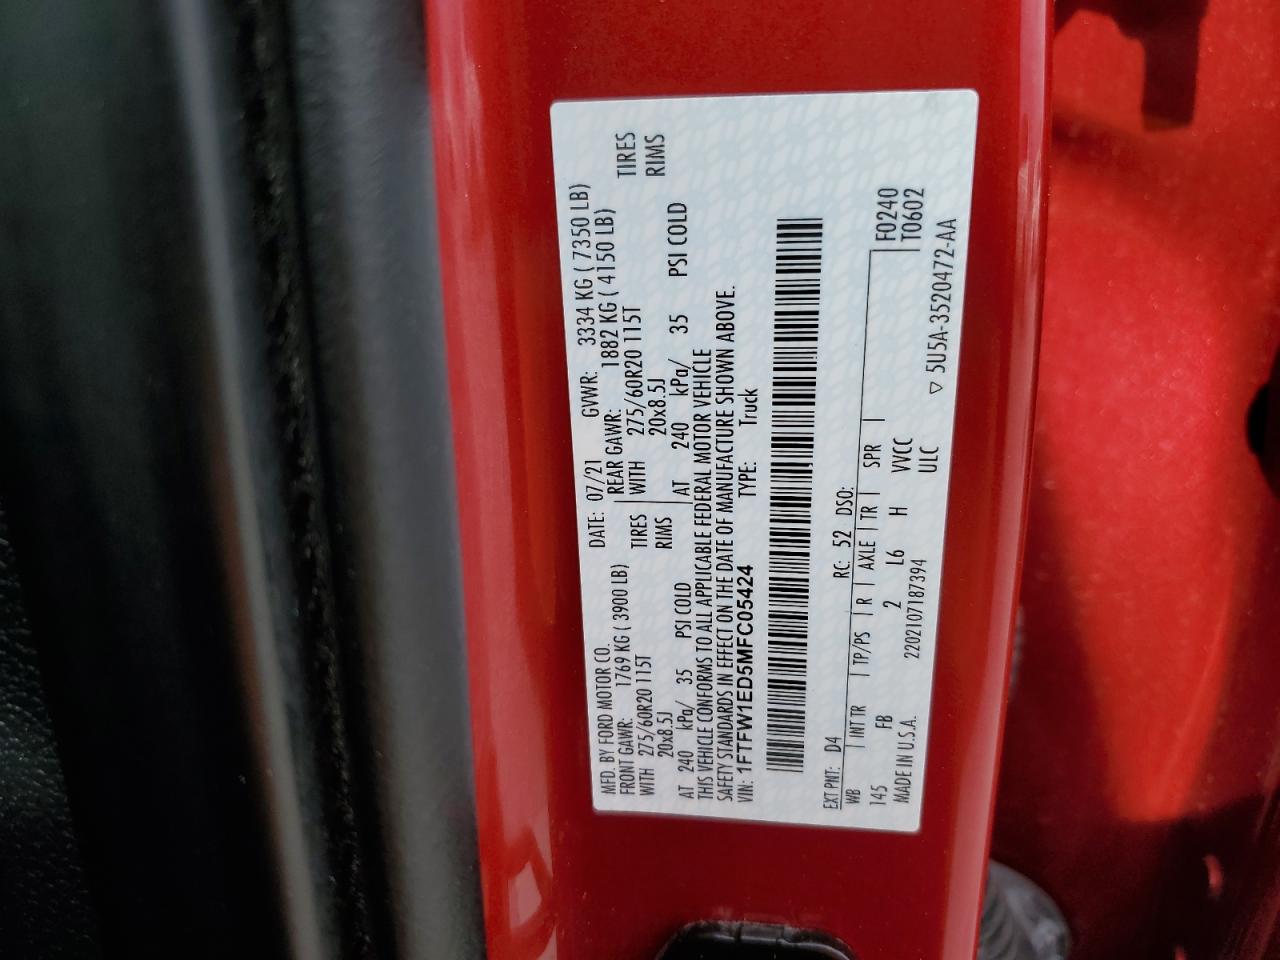 MFD. BY FORD MOTOR CO.
DATE: 07/21 GVWR: 3334 KG ( 7350 LB)
FRONT GAWR: 1769 KG ( 3900 LB) REAR GAWR: 1882 KG ( 4150 LB)
WITH 275/60R20 115T TIRES WITH 275/60R20 115T TIRES
20x8.5J RIMS 20x8.5J RIMS
AT 240 kPa/ 35 PSI COLD AT 240 kPa/ 35 PSI COLD
THIS VEHICLE CONFORMS TO ALL APPLICABLE FEDERAL MOTOR VEHICLE
SAFETY STANDARDS IN EFFECT ON THE DATE OF MANUFACTURE SHOWN ABOVE.
VIN: 1FTFW1ED5MFC05424 TYPE: Truck
EXT PNT: D4 RC: 52 DSO:
WB INT TR TP/PS R AXLE TR SPR F0240
145 FB 2 L6 H VVCC T0602
MADE IN U.S.A. 2202107187394 ULC
▽ 5U5A-3520472-AA